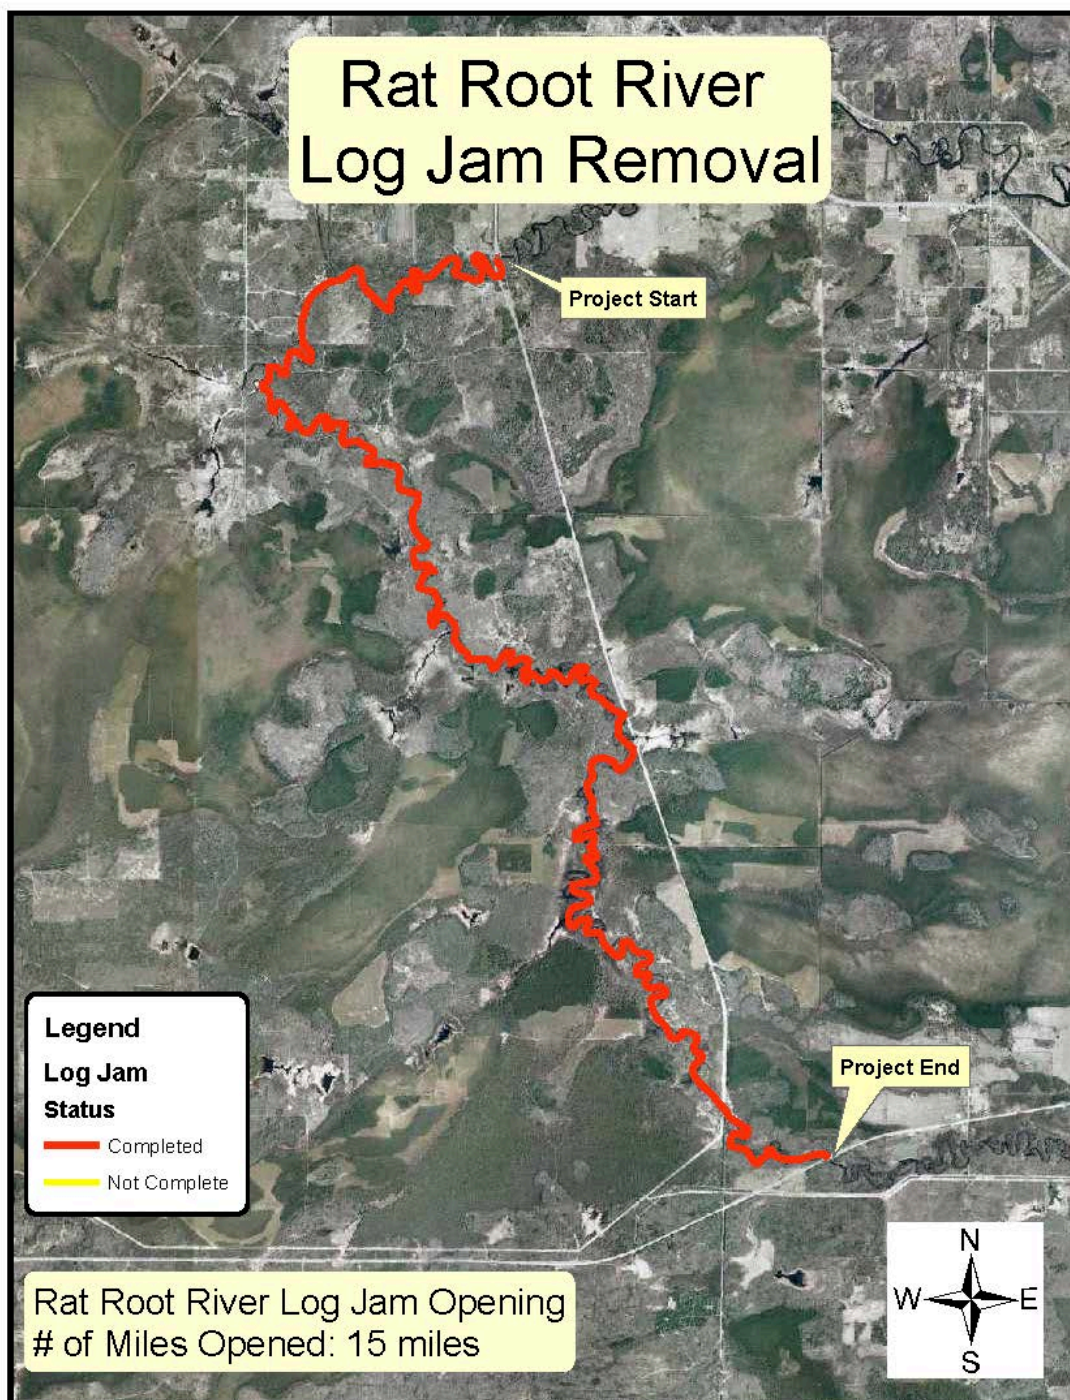 Rat Root River
Log Jam Removal
Project Start
Project End
Legend
Log Jam
Status
Completed
Not Complete
Rat Root River Log Jam Opening
# of Miles Opened: 15 miles
N
W E
S